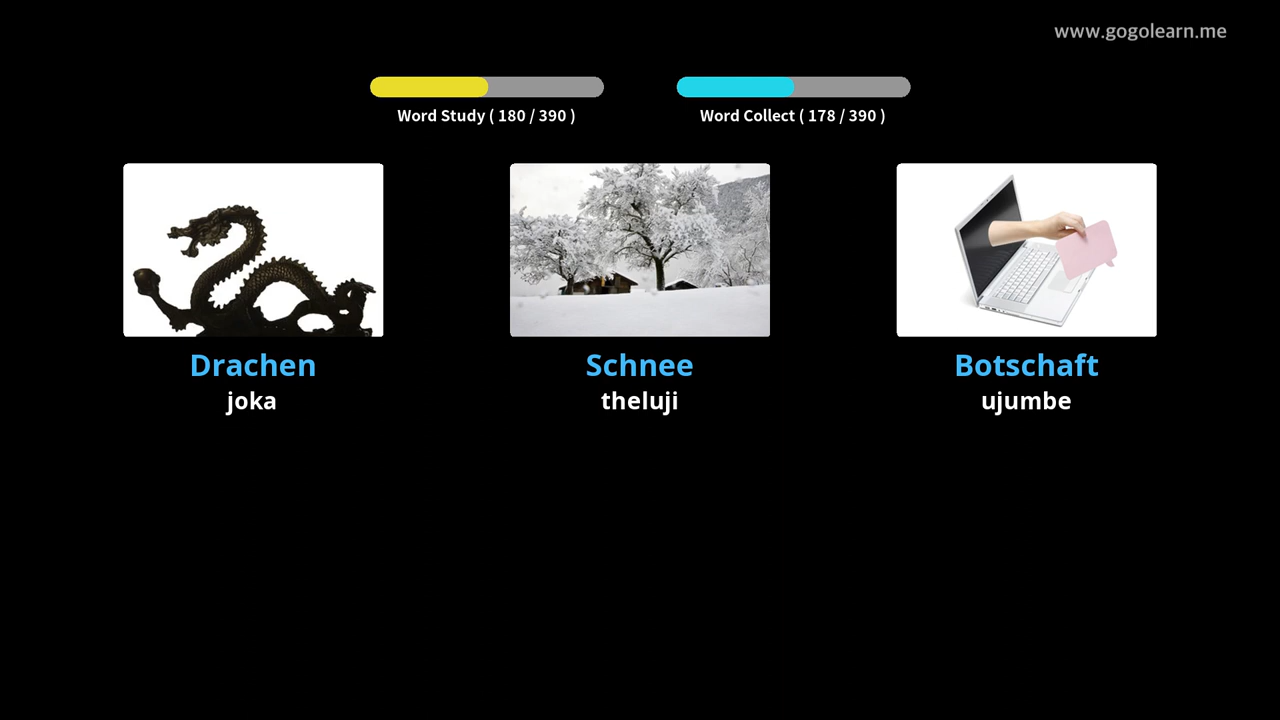 www.gogolearn.me
Word Study ( 180 / 390 )
Word Collect ( 178 / 390 )
Drachen
joka
Schnee
theluji
Botschaft
ujumbe